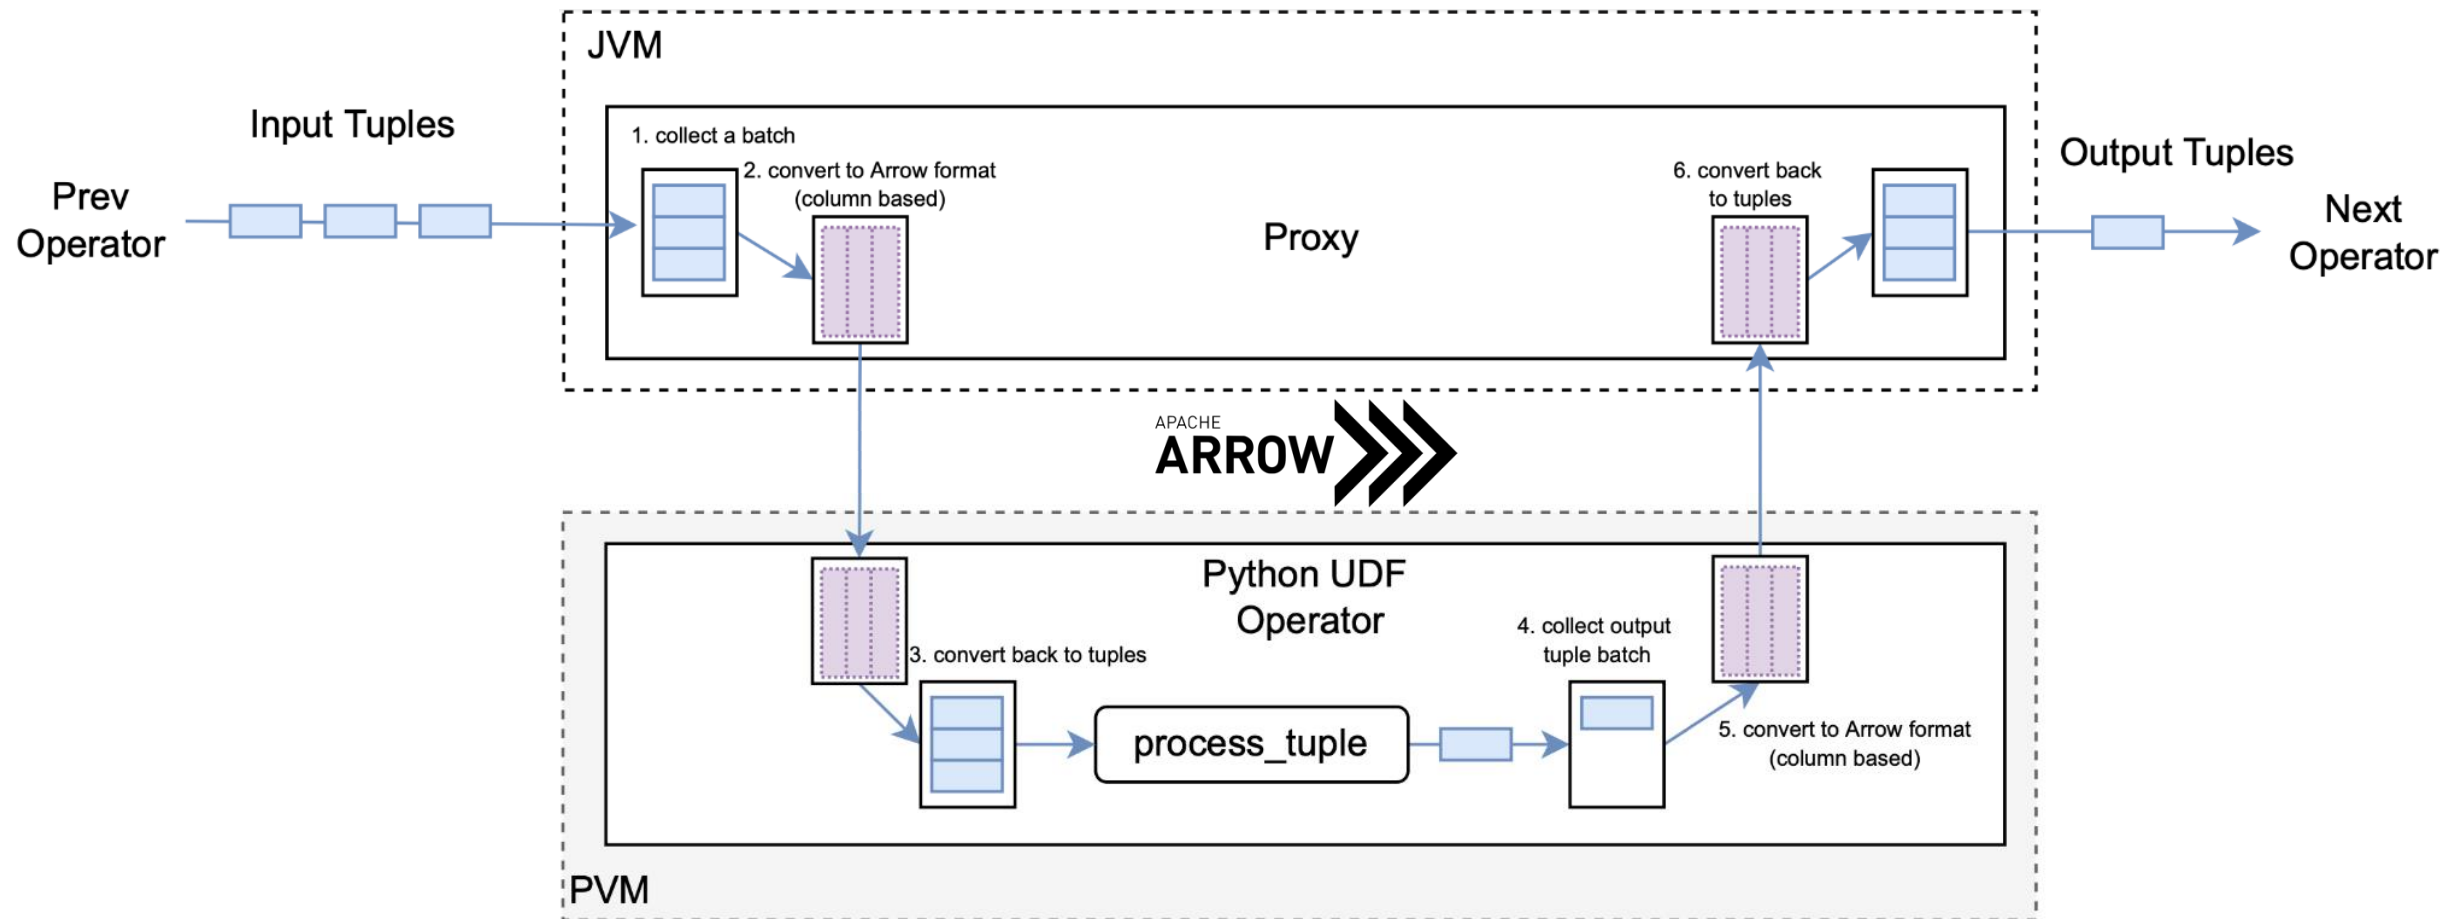 JVM
Input Tuples
Prev
Operator
1. collect a batch
2. convert to Arrow format
(column based)
Proxy
6. convert back
to tuples
Output Tuples
Next
Operator
APACHE
ARROW
Python UDF
Operator
3. convert back to tuples
process_tuple
4. collect output
tuple batch
5. convert to Arrow format
(column based)
PVM